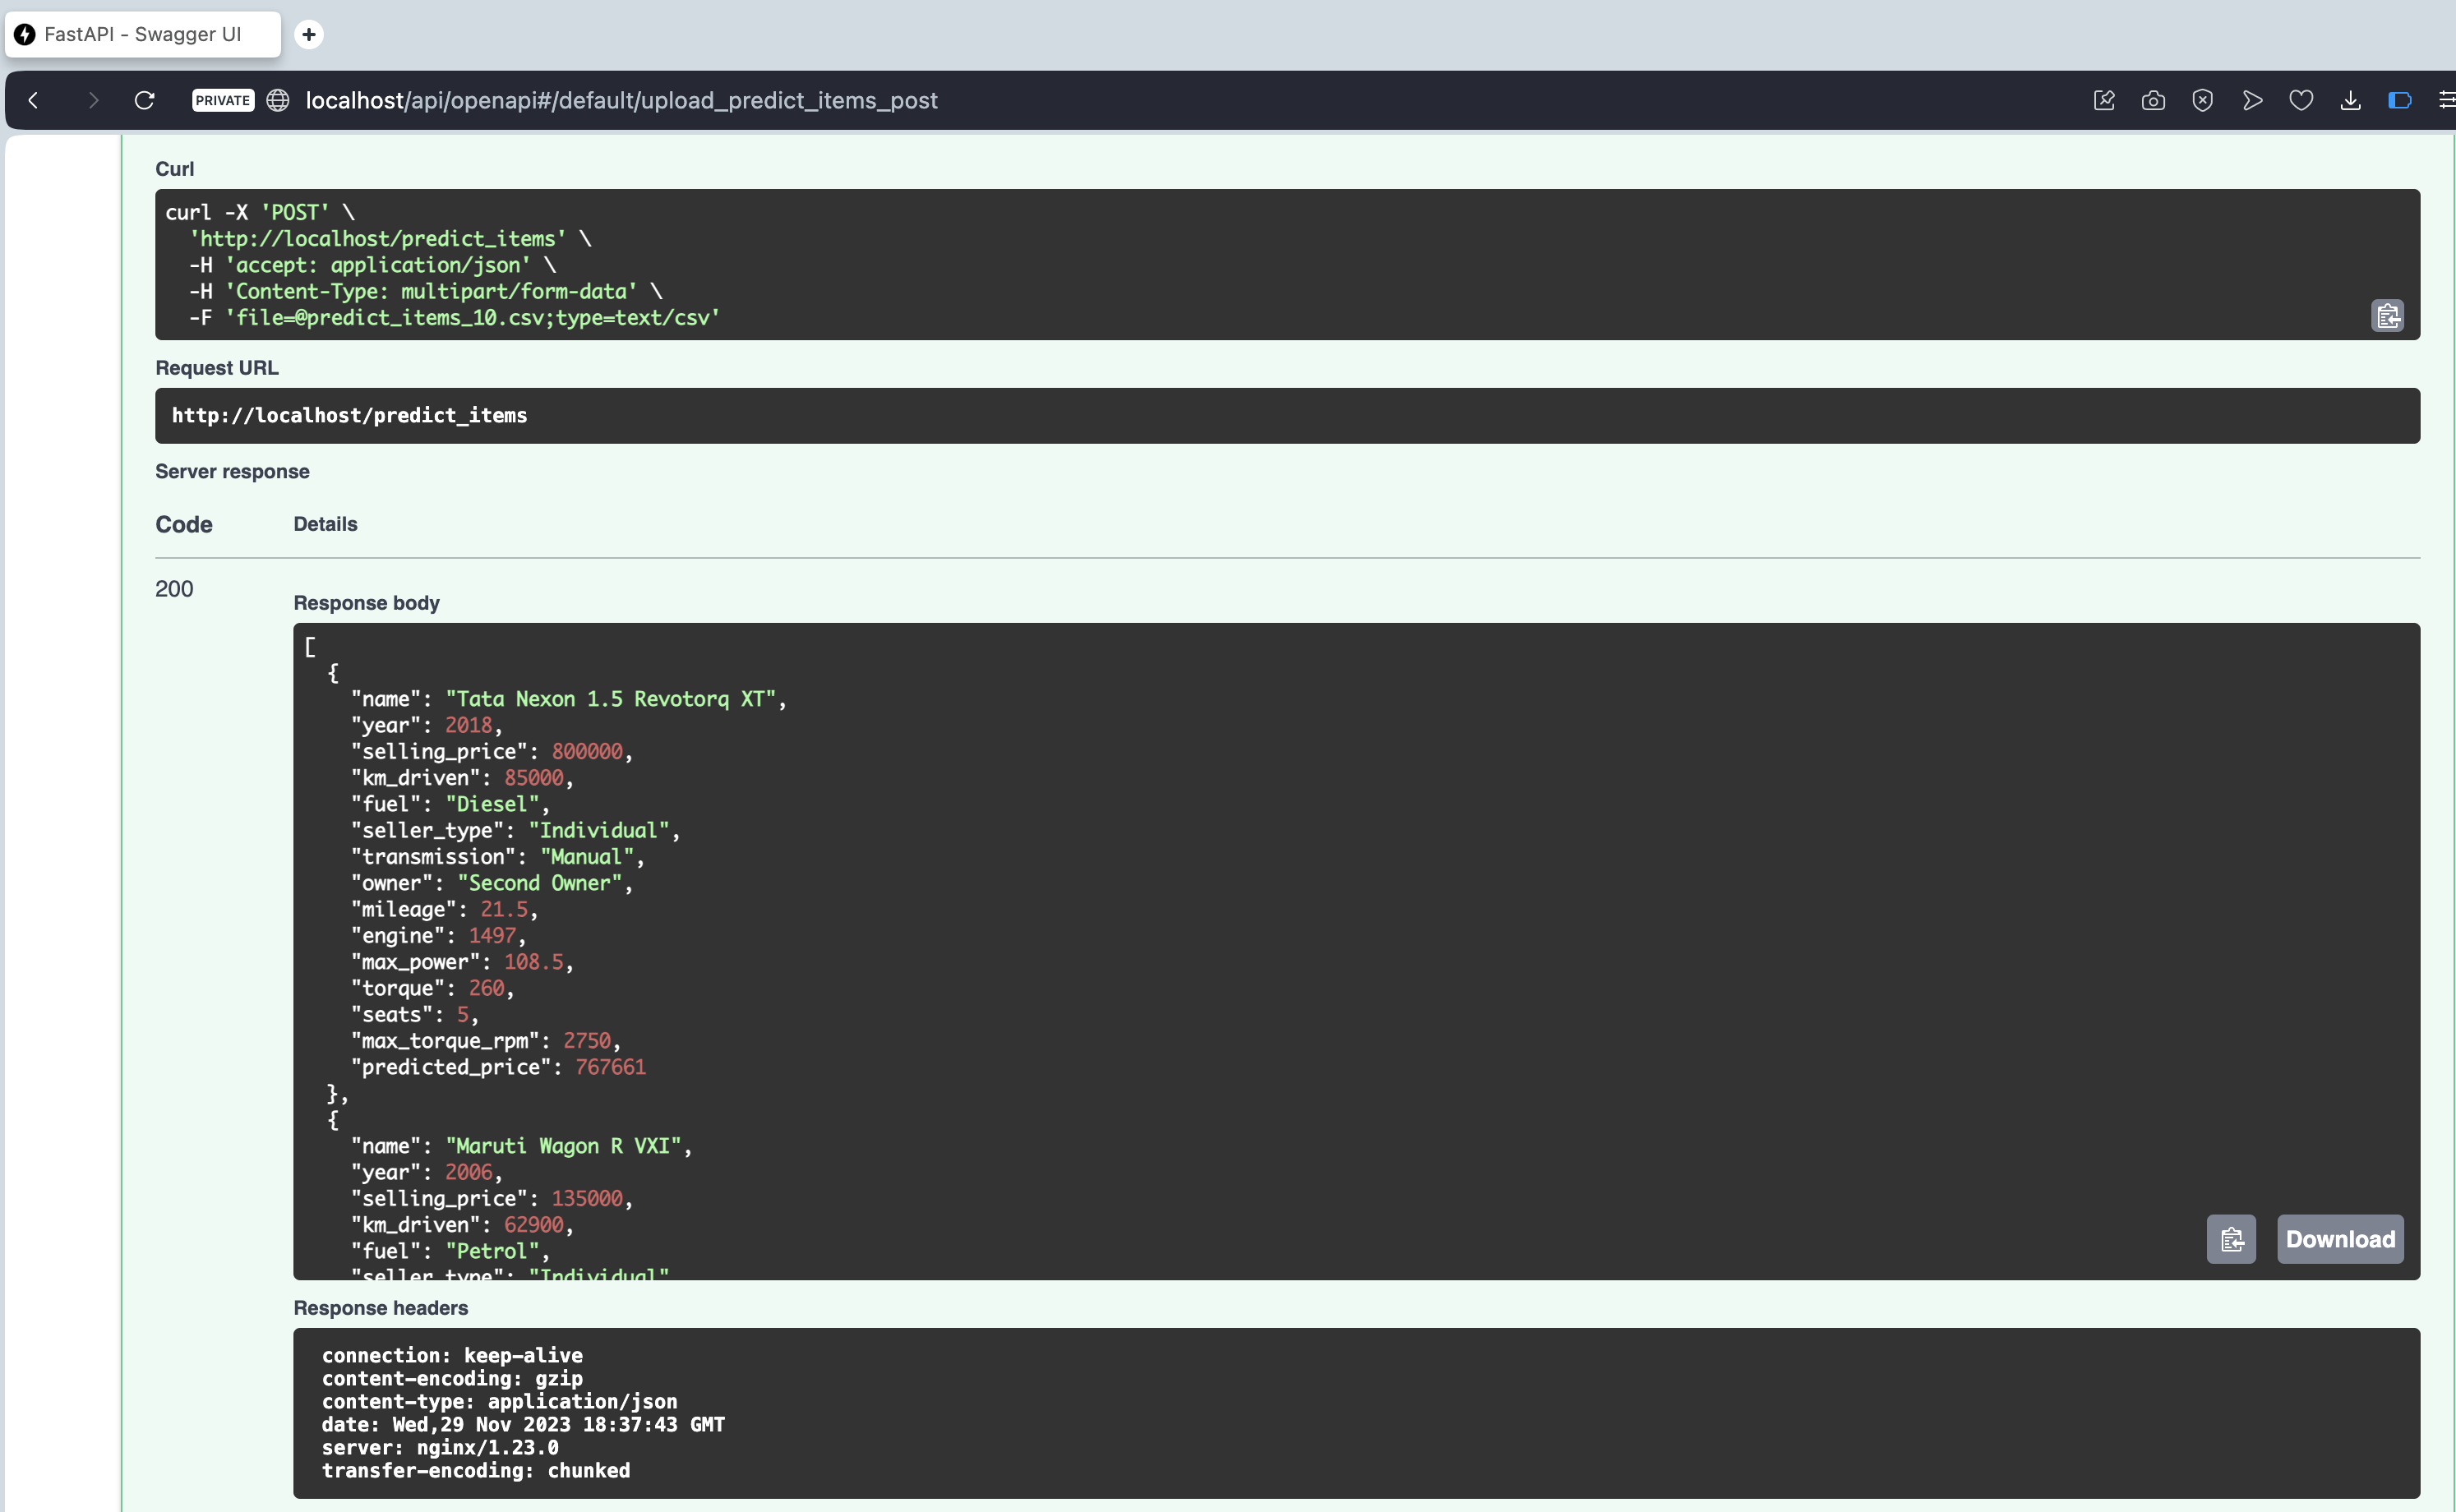 FastAPI - Swagger UI
PRIVATE localhost/api/openapi#/default/upload_predict_items_post
Curl
curl -X 'POST' \
  'http://localhost/predict_items' \
  -H 'accept: application/json' \
  -H 'Content-Type: multipart/form-data' \
  -F 'file=@predict_items_10.csv;type=text/csv'
Request URL
http://localhost/predict_items
Server response
Code Details
200
Response body
[
  {
    "name": "Tata Nexon 1.5 Revotorq XT",
    "year": 2018,
    "selling_price": 800000,
    "km_driven": 85000,
    "fuel": "Diesel",
    "seller_type": "Individual",
    "transmission": "Manual",
    "owner": "Second Owner",
    "mileage": 21.5,
    "engine": 1497,
    "max_power": 108.5,
    "torque": 260,
    "seats": 5,
    "max_torque_rpm": 2750,
    "predicted_price": 767661
  },
  {
    "name": "Maruti Wagon R VXI",
    "year": 2006,
    "selling_price": 135000,
    "km_driven": 62900,
    "fuel": "Petrol",
    "seller_type": "Individual"
Download
Response headers
connection: keep-alive
content-encoding: gzip
content-type: application/json
date: Wed,29 Nov 2023 18:37:43 GMT
server: nginx/1.23.0
transfer-encoding: chunked